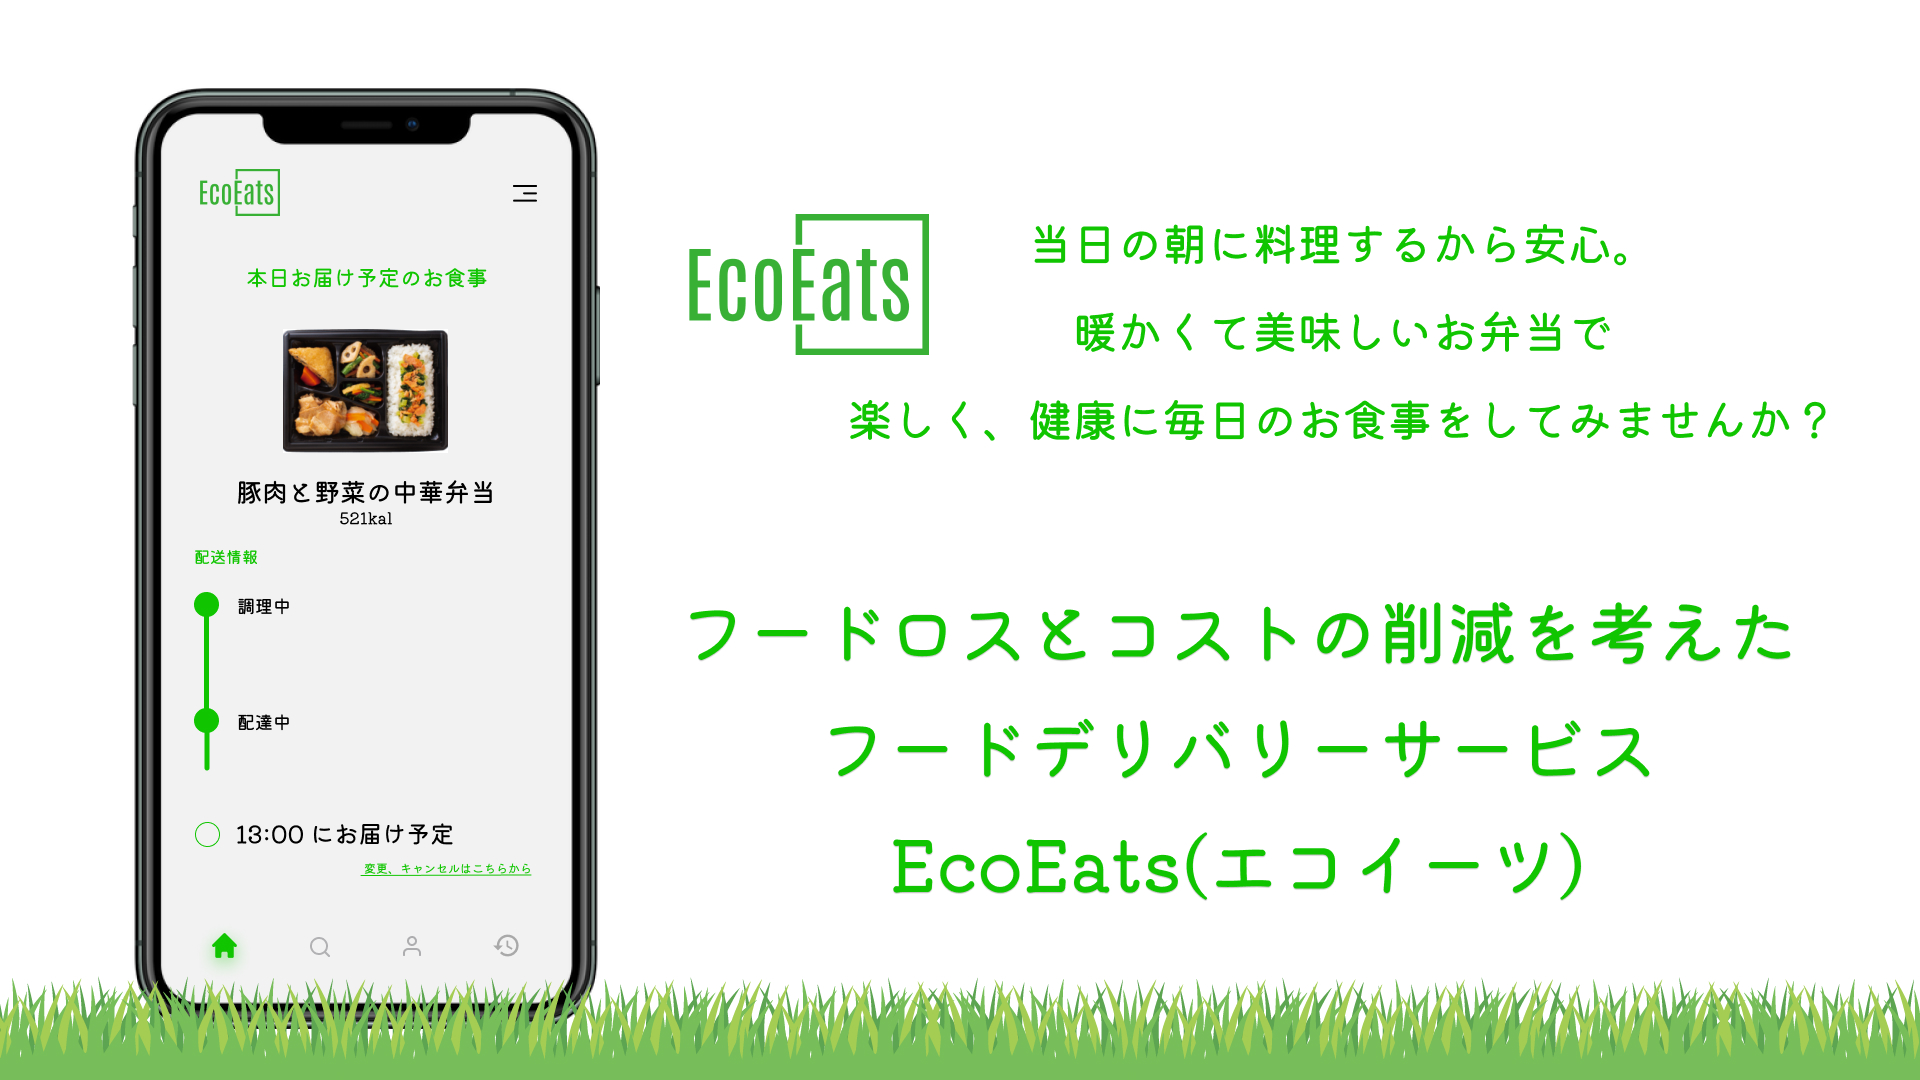 EcoEats
本日お届け予定のお食事
豚肉と野菜の中華弁当
521kal
配送情報
調理中
配達中
13:00 にお届け予定
変更、キャンセルはこちらから
EcoEats
当日の朝に料理するから安心。
暖かくて美味しいお弁当で
楽しく、健康に毎日のお食事をしてみませんか？
フードロスとコストの削減を考えた
フードデリバリーサービス
EcoEats(エコイーツ)